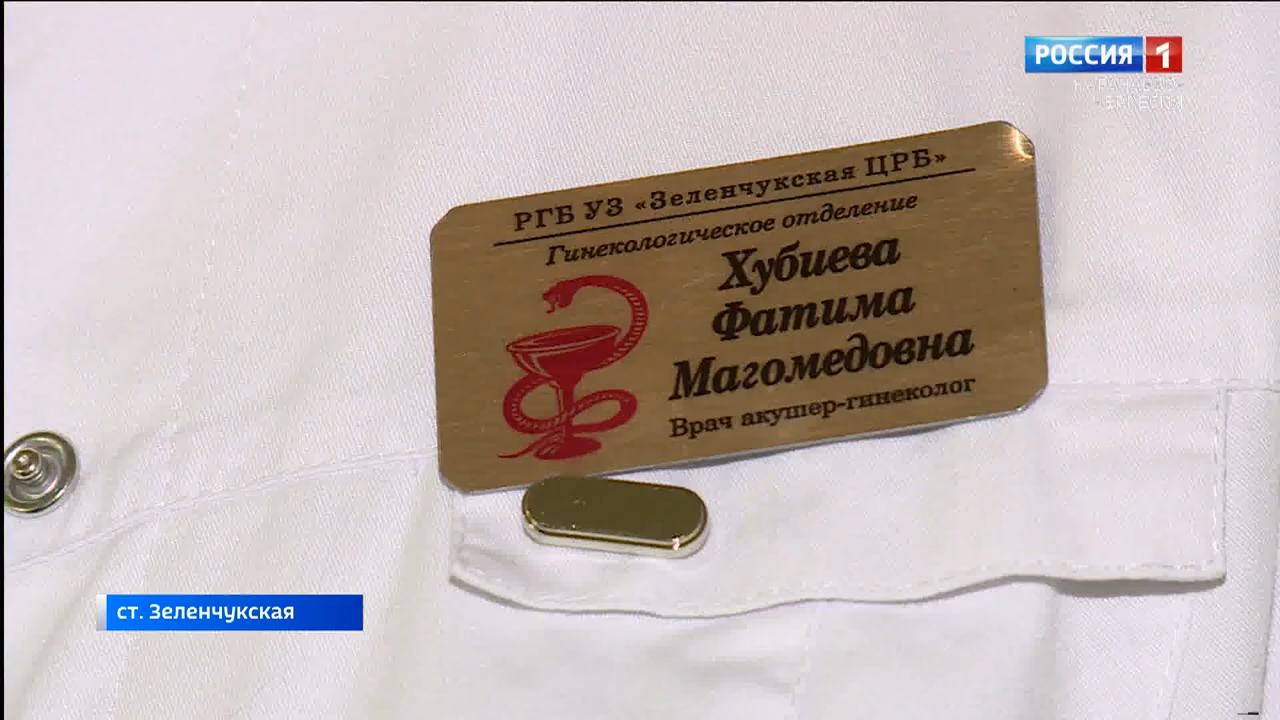 РОССИЯ 1
РГБ УЗ «Зеленчукская ЦРБ»
Гинекологическое отделение
Хубиева
Фатима
Магомедовна
Врач акушер-гинеколог
ст. Зеленчукская